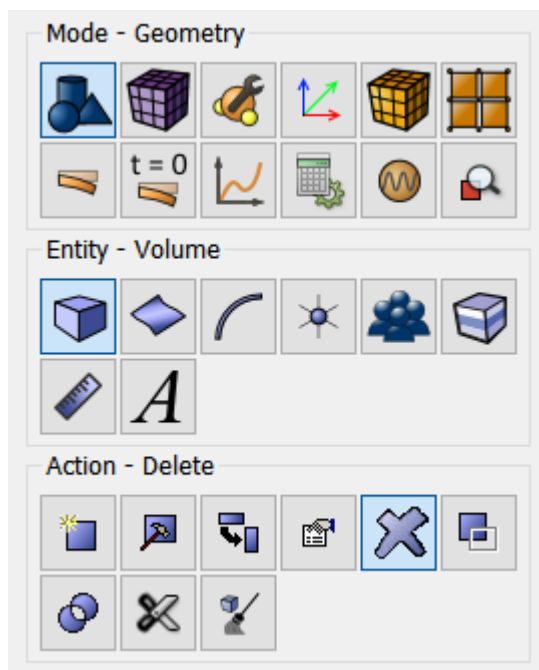 Mode - Geometry
t = 0
Entity - Volume
A
Action - Delete